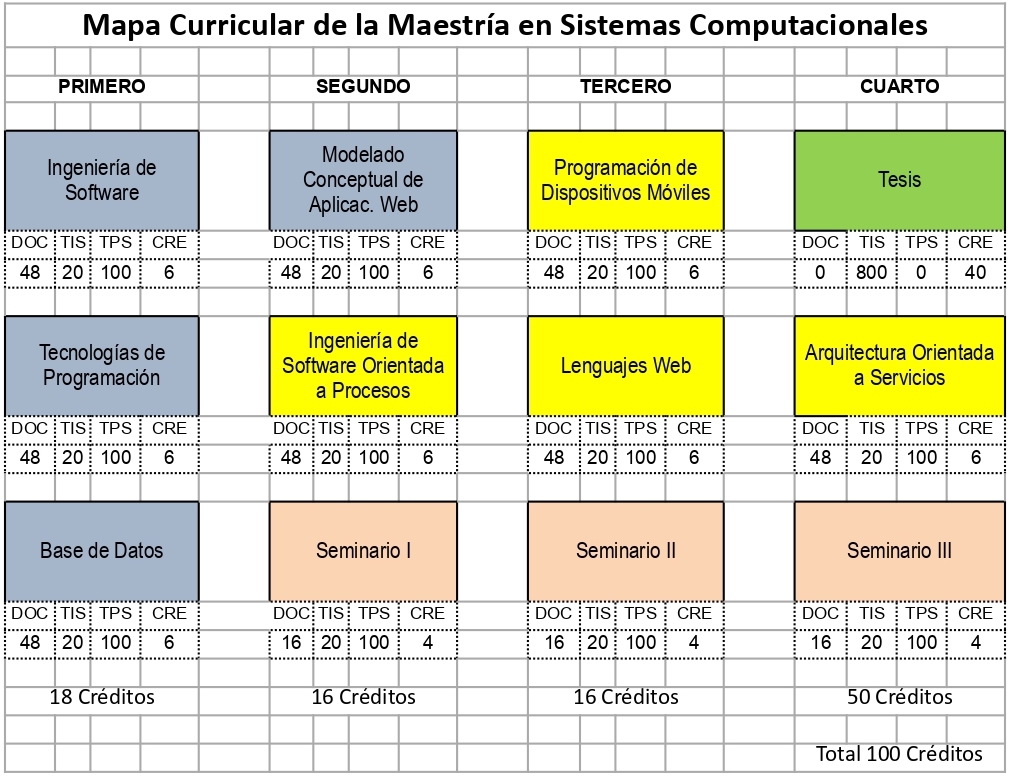 Mapa Curricular de la Maestría en Sistemas Computacionales
PRIMERO SEGUNDO TERCERO CUARTO
Ingeniería de
Software
Modelado
Conceptual de
Aplicac. Web
Programación de
Dispositivos Móviles
Tesis
DOC TIS TPS CRE DOC TIS TPS CRE DOC TIS TPS CRE DOC TIS TPS CRE
48 20 100 6 48 20 100 6 48 20 100 6 0 800 0 40
Tecnologías de
Programación
Ingeniería de
Software Orientada
a Procesos
Lenguajes Web
Arquitectura Orientada
a Servicios
DOC TIS TPS CRE DOC TIS TPS CRE DOC TIS TPS CRE DOC TIS TPS CRE
48 20 100 6 48 20 100 6 48 20 100 6 48 20 100 6
Base de Datos
Seminario I
Seminario II
Seminario III
DOC TIS TPS CRE DOC TIS TPS CRE DOC TIS TPS CRE DOC TIS TPS CRE
48 20 100 6 16 20 100 4 16 20 100 4 16 20 100 4
18 Créditos 16 Créditos 16 Créditos 50 Créditos
Total 100 Créditos